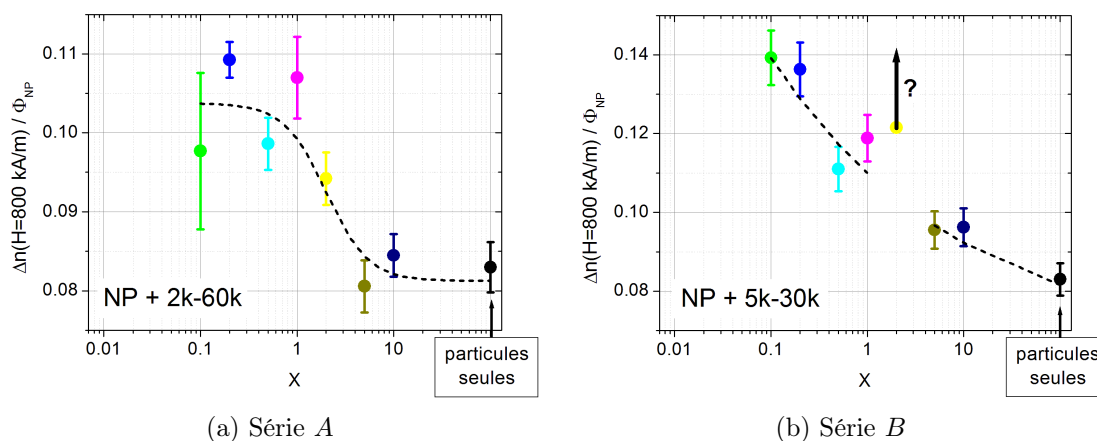 Δn(H=800 kA/m) / Φ_NP
0.11
0.10
0.09
0.08
NP + 2k-60k
0.01
0.1
1
10
X
particules
seules
(a) Série A
Δn(H=800 kA/m) / Φ_NP
0.14
0.12
0.10
0.08
?
NP + 5k-30k
0.01
0.1
1
10
X
particules
seules
(b) Série B